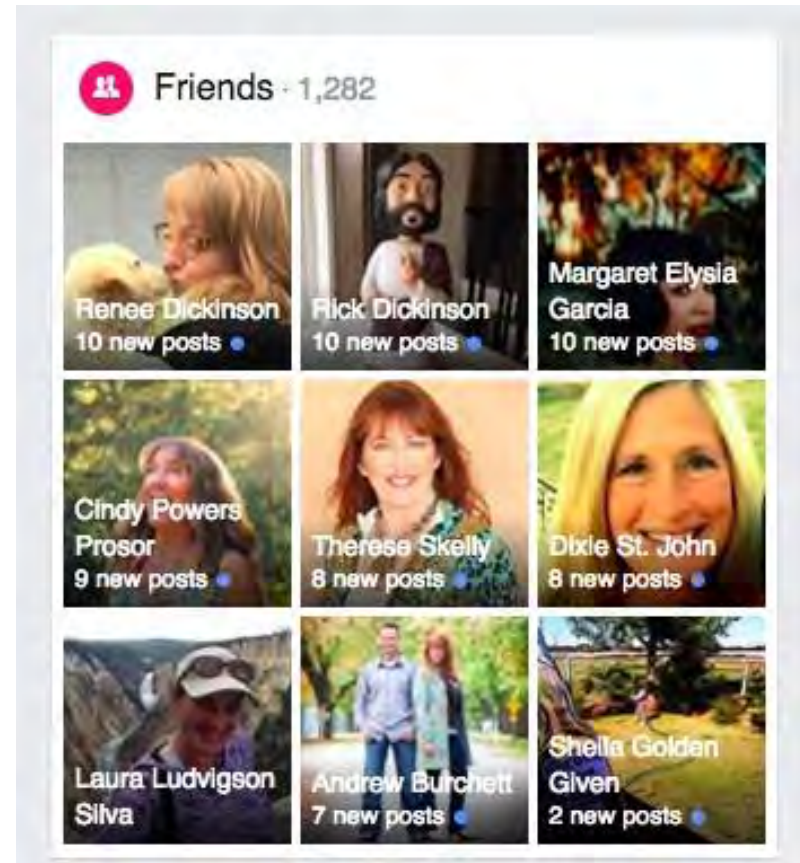 Friends · 1,282
Renee Dickinson
10 new posts
Rick Dickinson
10 new posts
Margaret Elysia
Garcia
10 new posts
Cindy Powers
Prosor
9 new posts
Therese Skelly
8 new posts
Dixie St. John
8 new posts
Laura Ludvigson
Silva
Andrew Burchett
7 new posts
Sheila Golden
Given
2 new posts